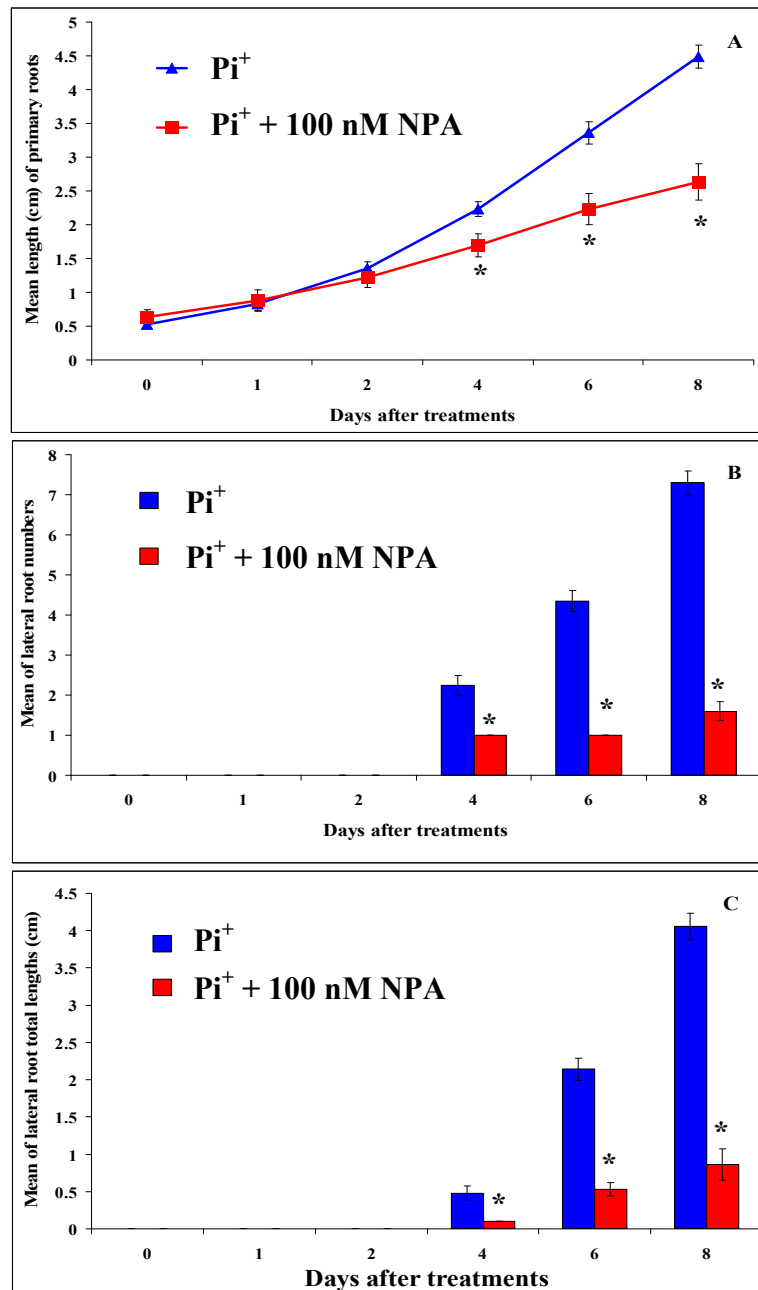 Mean length (cm) of primary roots
5
4.5
4
3.5
3
2.5
2
1.5
1
0.5
0
A
Pi+
Pi+ + 100 nM NPA
*
*
*
0 1 2 4 6 8
Days after treatments
Mean of lateral root numbers
8
7
6
5
4
3
2
1
0
B
Pi+
Pi+ + 100 nM NPA
*
*
*
0 1 2 4 6 8
Days after treatments
Mean of lateral root total lengths (cm)
4.5
4
3.5
3
2.5
2
1.5
1
0.5
0
C
Pi+
Pi+ + 100 nM NPA
*
*
*
0 1 2 4 6 8
Days after treatments